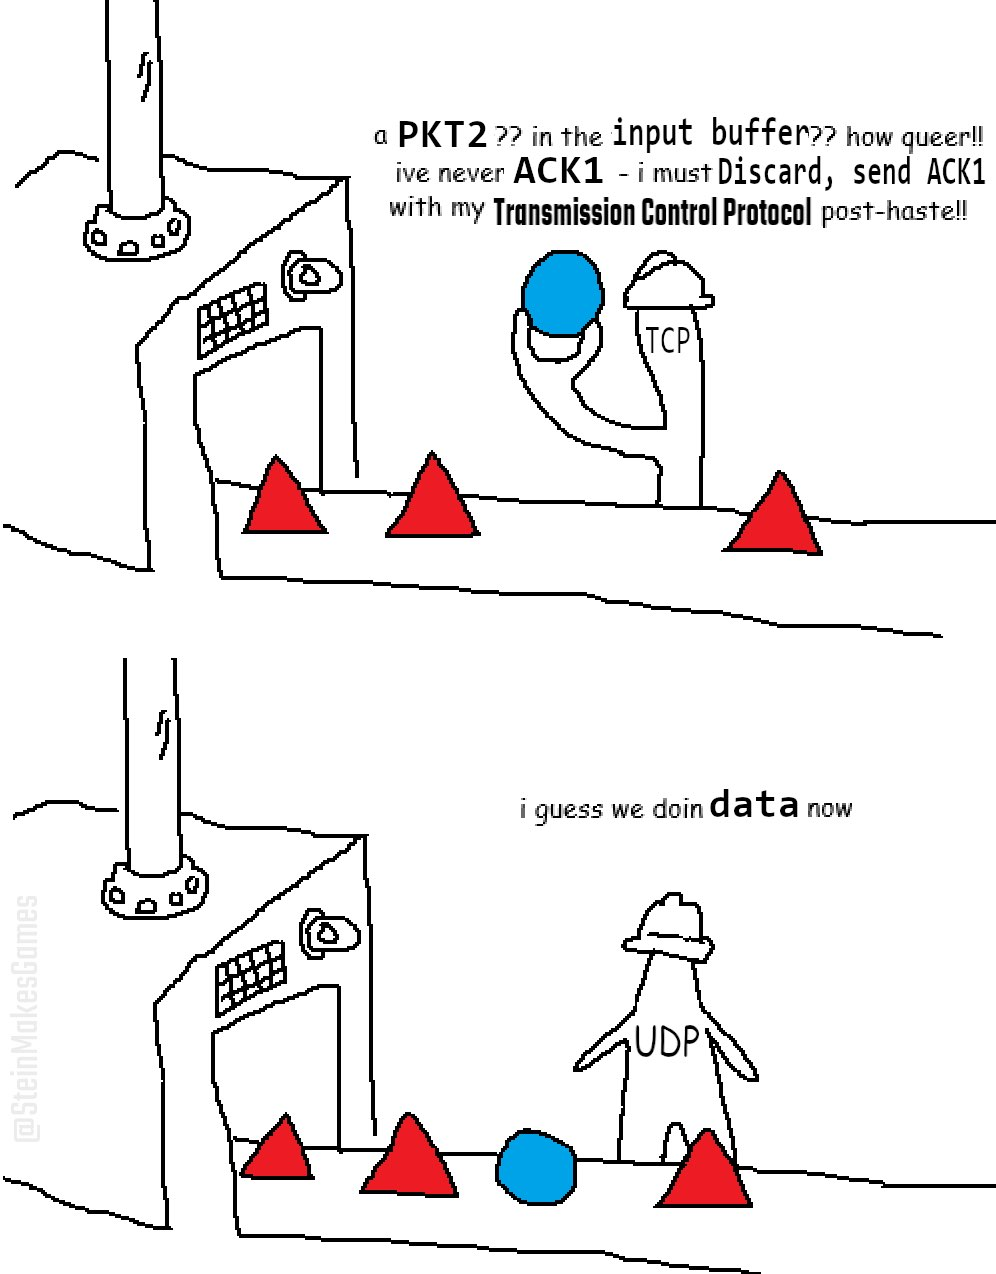 a PKT2 ?? in the input buffer?? how queer!!
ive never ACK1 - i must Discard, send ACK1
with my Transmission Control Protocol post-haste!!
TCP
i guess we doin data now
UDP
@SteinMakesGames